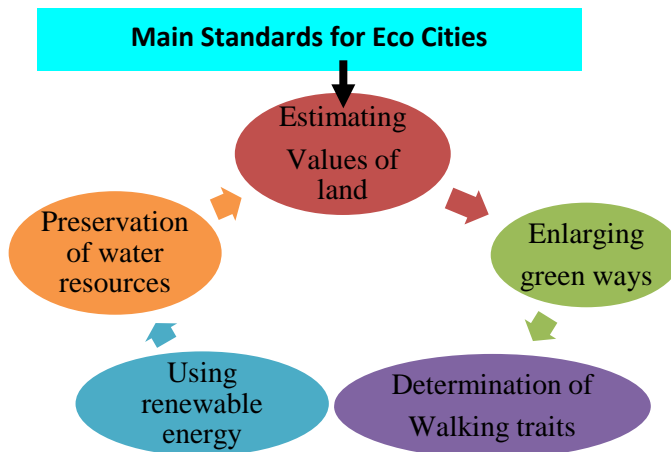 Main Standards for Eco Cities
Estimating
Values of
land
Enlarging
green ways
Determination of
Walking traits
Using
renewable
energy
Preservation
of water
resources